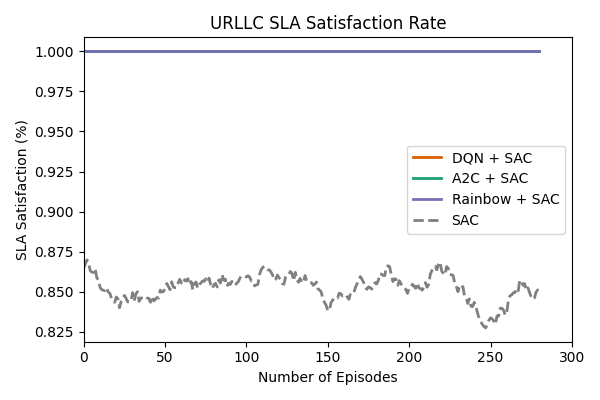 URLLC SLA Satisfaction Rate
SLA Satisfaction (%)
1.000
0.975
0.950
0.925
0.900
0.875
0.850
0.825
DQN + SAC
A2C + SAC
Rainbow + SAC
SAC
0 50 100 150 200 250 300
Number of Episodes